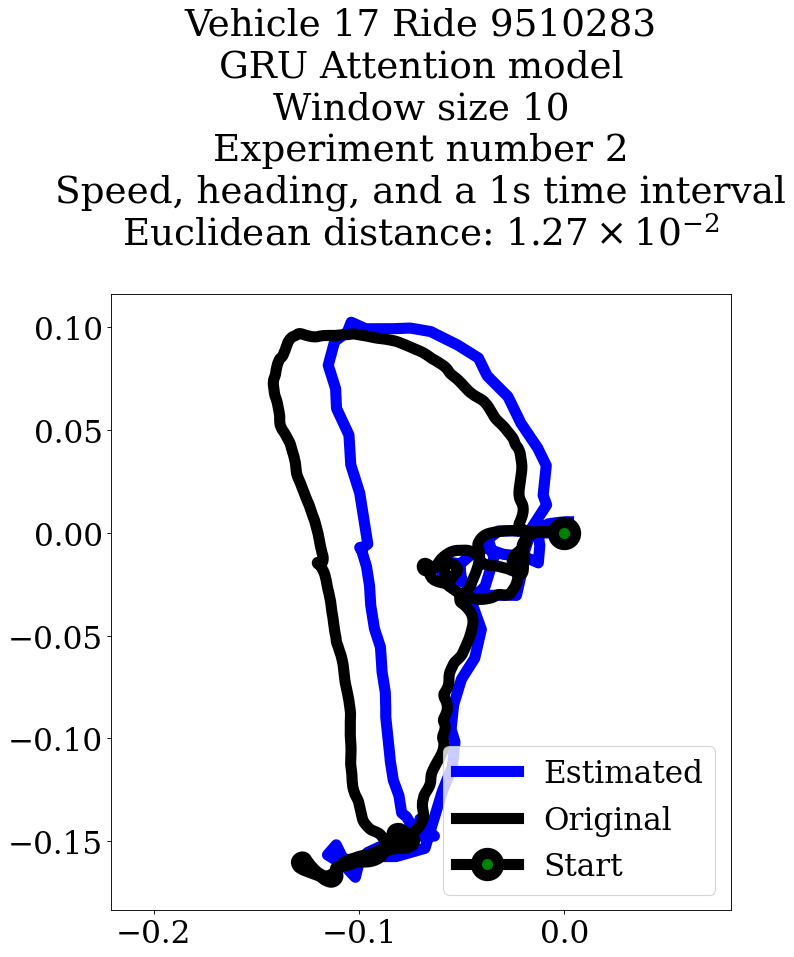 Vehicle 17 Ride 9510283
GRU Attention model
Window size 10
Experiment number 2
Speed, heading, and a 1s time interval
Euclidean distance: 1.27 × 10⁻²
0.10
0.05
0.00
−0.05
−0.10
−0.15
Estimated
Original
Start
−0.2
−0.1
0.0